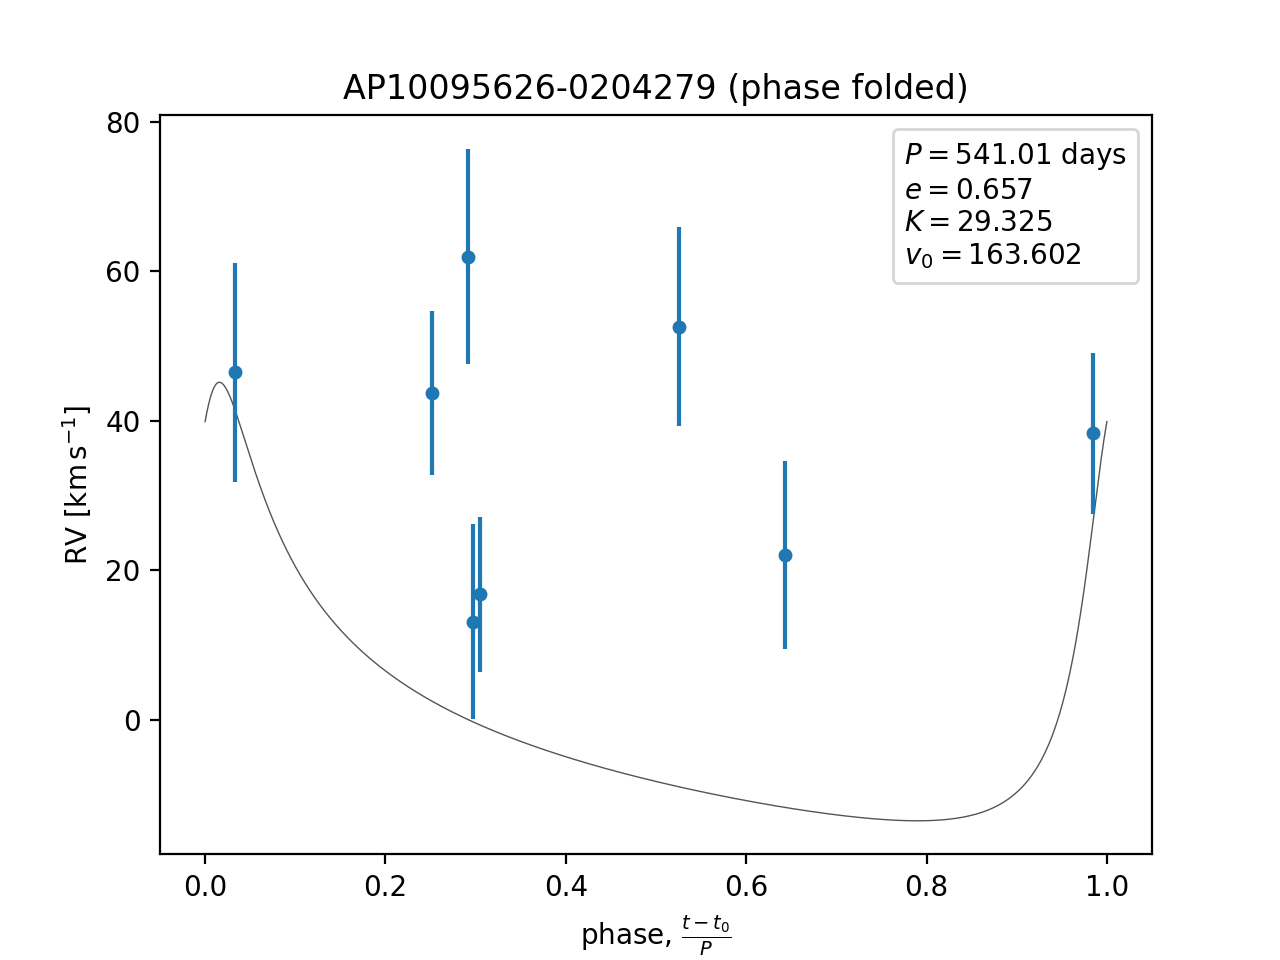 AP10095626-0204279 (phase folded)
P = 541.01 days
e = 0.657
K = 29.325
v₀ = 163.602
RV [km s⁻¹]
80
60
40
20
0
0.0 0.2 0.4 0.6 0.8 1.0
phase, (t − t₀)/P